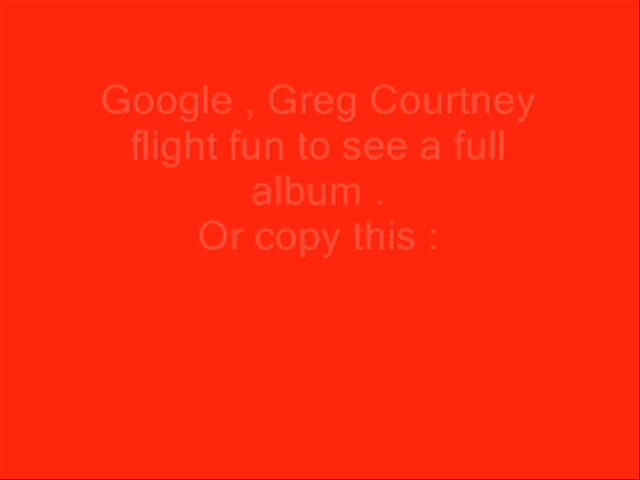 Google , Greg Courtney
flight fun to see a full
album .
Or copy this :